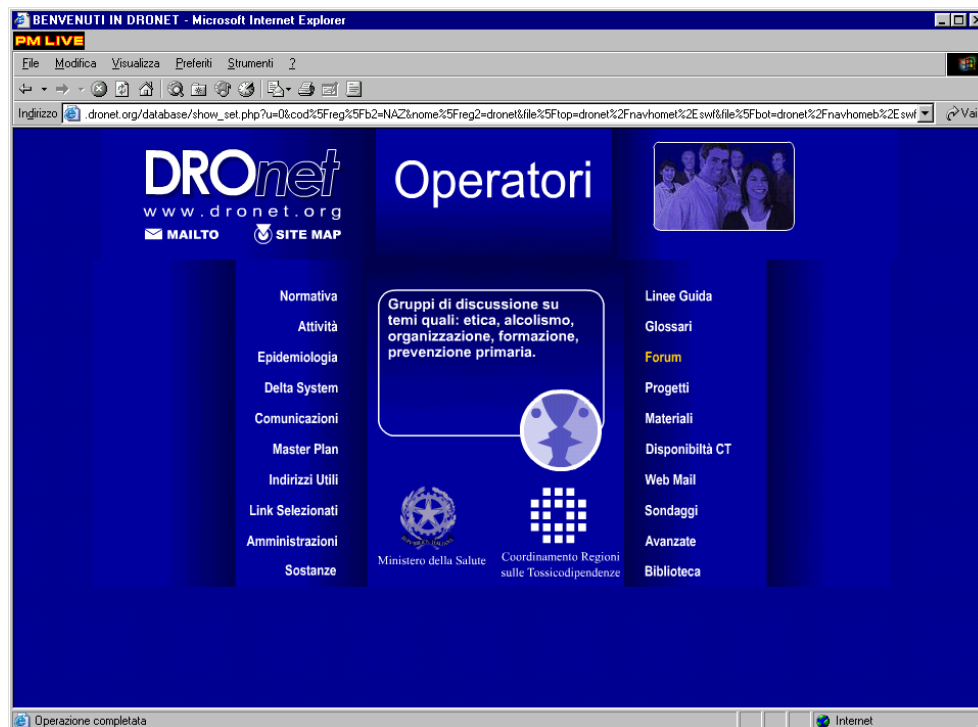 BENVENUTI IN DRONET - Microsoft Internet Explorer
PM LIVE
File Modifica Visualizza Preferiti Strumenti ?
Indirizzo .dronet.org/database/show_set.php?u=0&cod%5Freg%5Fb2=NAZ&nome%5Freg2=dronet&file%5Ftop=dronet%2Fnavhomet%2Eswf&file%5Fbot=dronet%2Fnavhomeb%2Eswf Vai
DROnet
www.dronet.org
MAILTO SITE MAP
Operatori
Normativa
Attività
Epidemiologia
Delta System
Comunicazioni
Master Plan
Indirizzi Utili
Link Selezionati
Amministrazioni
Sostanze
Gruppi di discussione su
temi quali: etica, alcolismo,
organizzazione, formazione,
prevenzione primaria.
Ministero della Salute
Coordinamento Regioni
sulle Tossicodipendenze
Linee Guida
Glossari
Forum
Progetti
Materiali
Disponibiltà CT
Web Mail
Sondaggi
Avanzate
Biblioteca
Operazione completata
Internet